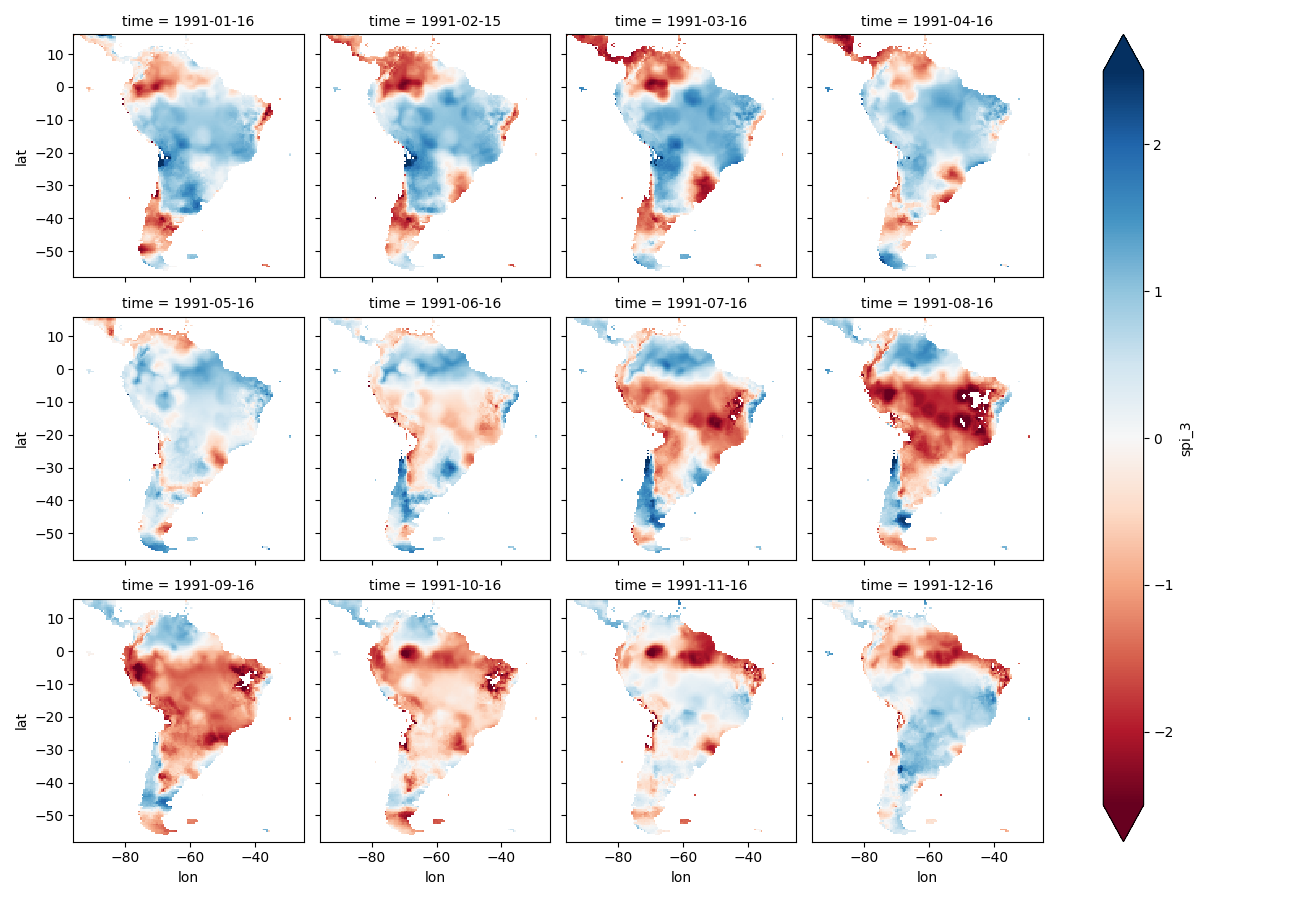 time = 1991-01-16
time = 1991-02-15
time = 1991-03-16
time = 1991-04-16
10
0
−10
−20
−30
−40
−50
lat
time = 1991-05-16
time = 1991-06-16
time = 1991-07-16
time = 1991-08-16
10
0
−10
−20
−30
−40
−50
lat
time = 1991-09-16
time = 1991-10-16
time = 1991-11-16
time = 1991-12-16
10
0
−10
−20
−30
−40
−50
lat
−80
−60
−40
−80
−60
−40
−80
−60
−40
−80
−60
−40
lon
lon
lon
lon
2
1
0
−1
−2
spi_3